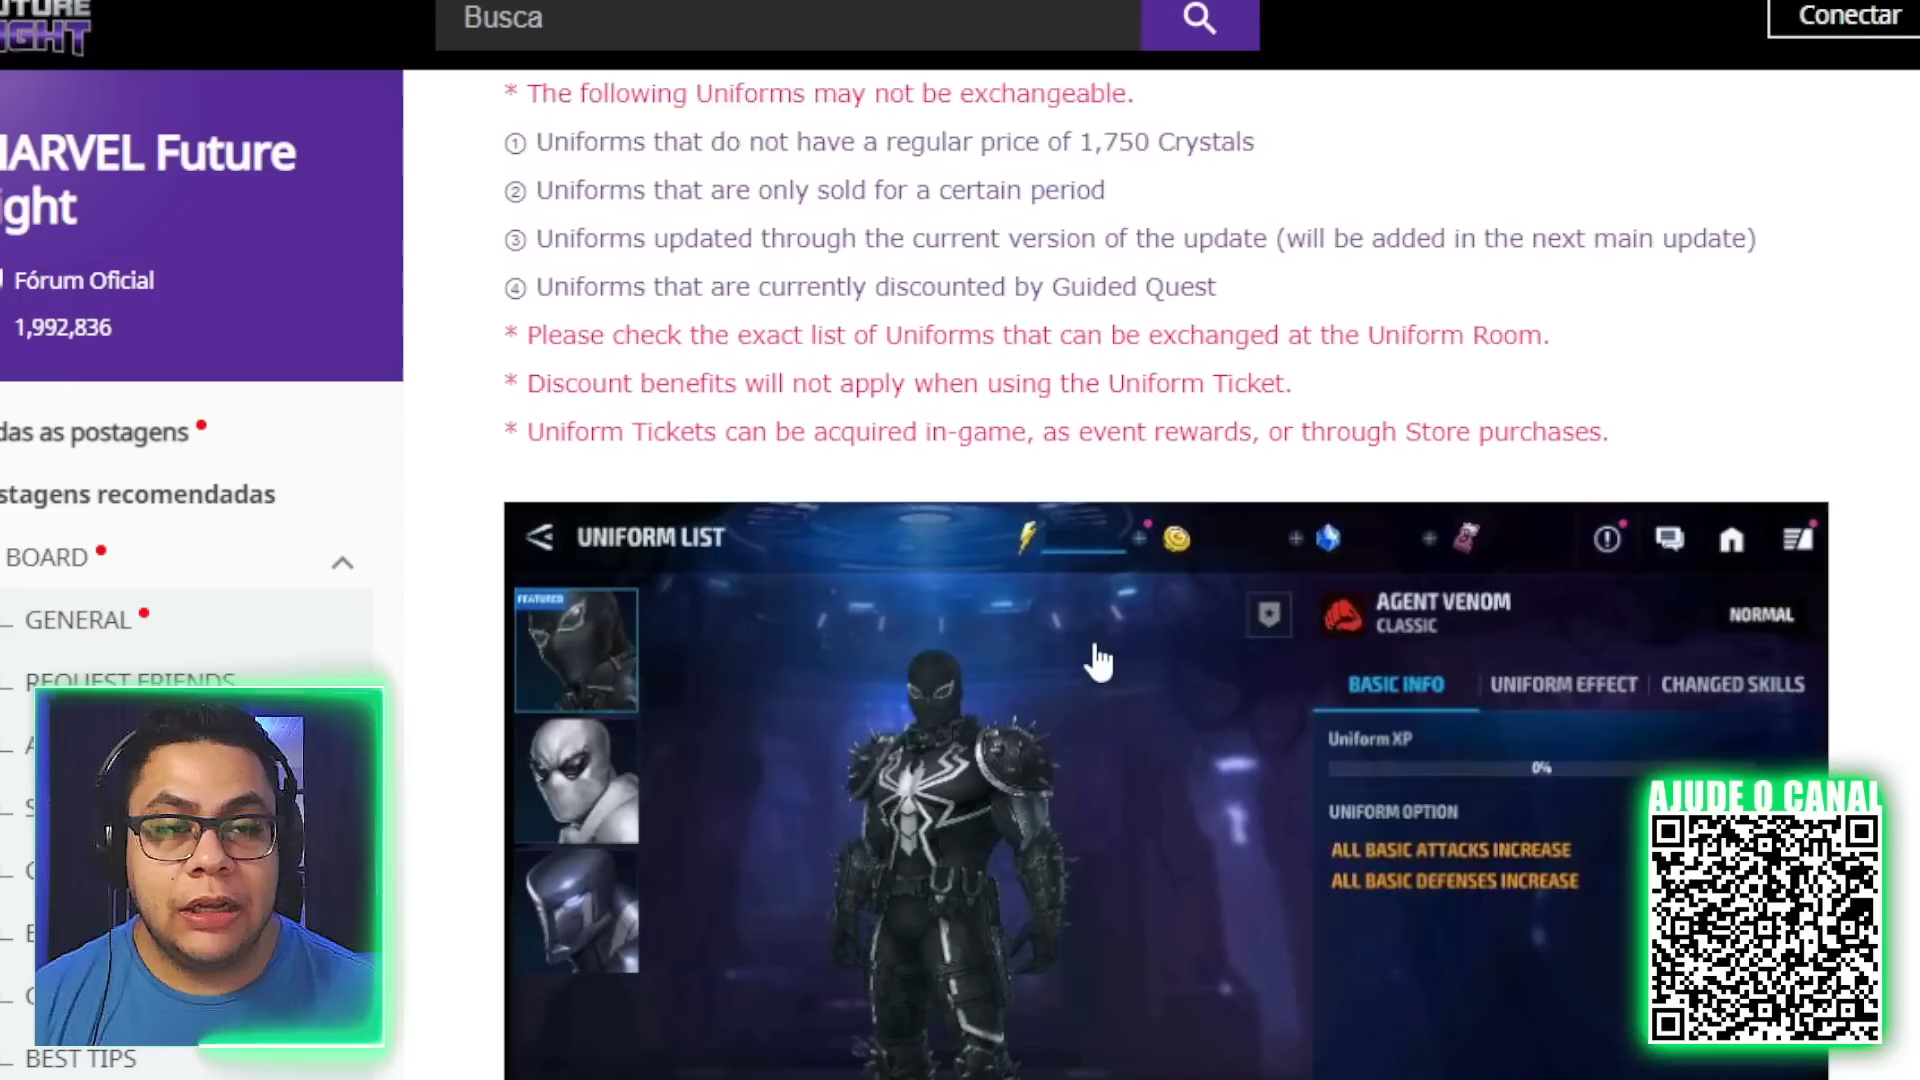 UTURE
IGHT
Busca
Conectar
MARVEL Future
ight
Fórum Oficial
1,992,836
das as postagens
stagens recomendadas
BOARD
GENERAL
REQUEST FRIENDS
A
S
C
E
C
BEST TIPS
* The following Uniforms may not be exchangeable.
① Uniforms that do not have a regular price of 1,750 Crystals
② Uniforms that are only sold for a certain period
③ Uniforms updated through the current version of the update (will be added in the next main update)
④ Uniforms that are currently discounted by Guided Quest
* Please check the exact list of Uniforms that can be exchanged at the Uniform Room.
* Discount benefits will not apply when using the Uniform Ticket.
* Uniform Tickets can be acquired in-game, as event rewards, or through Store purchases.
UNIFORM LIST
FEATURED
AGENT VENOM
CLASSIC
NORMAL
BASIC INFO
UNIFORM EFFECT
CHANGED SKILLS
Uniform XP
0%
UNIFORM OPTION
ALL BASIC ATTACKS INCREASE
ALL BASIC DEFENSES INCREASE
AJUDE O CANAL